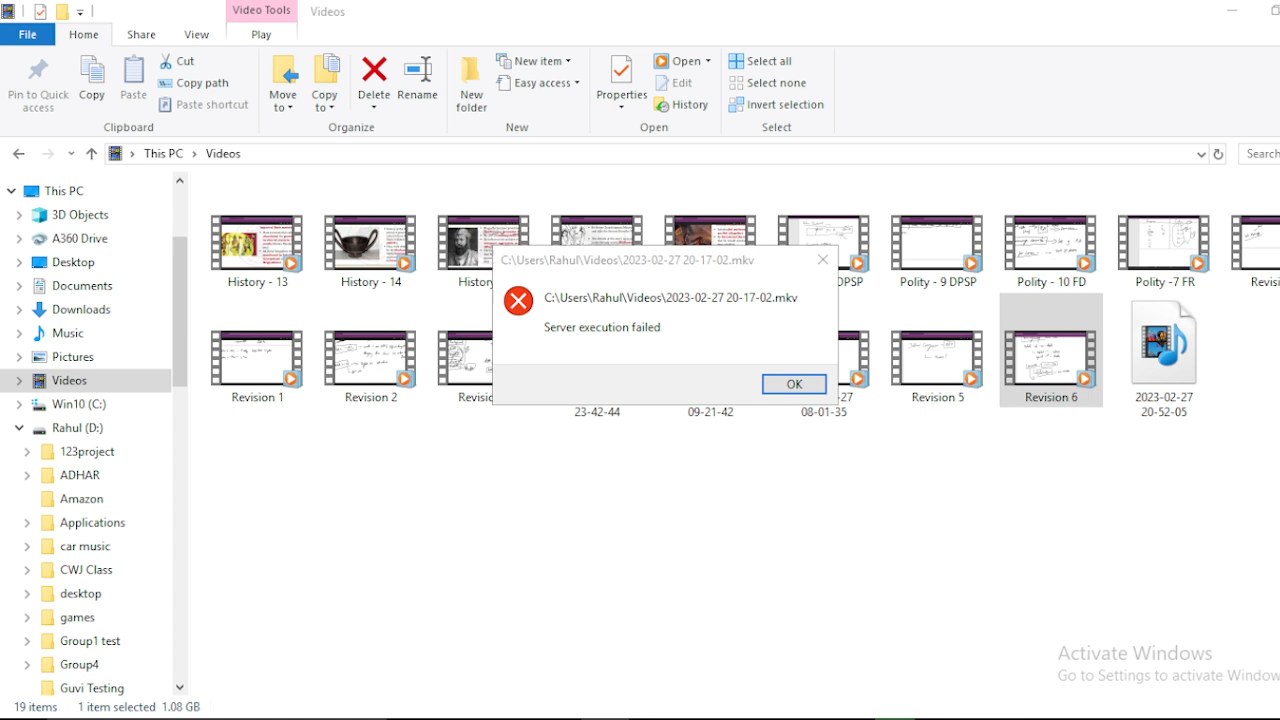 Video Tools
Videos
File
Home
Share
View
Play
Pin to Quick
access
Copy
Paste
Cut
Copy path
Paste shortcut
Clipboard
Move
to
Copy
to
Delete
Rename
Organize
New
folder
New item
Easy access
New
Properties
Open
Edit
History
Open
Select all
Select none
Invert selection
Select
This PC
Videos
Search
This PC
3D Objects
A360 Drive
Desktop
Documents
Downloads
Music
Pictures
Videos
Win10 (C:)
Rahul (D:)
123project
ADHAR
Amazon
Applications
car music
CWJ Class
desktop
games
Group1 test
Group4
Guvi Testing
History - 13
History - 14
DPSP
Polity - 9 DPSP
Polity - 10 FD
Polity -7 FR
C:\Users\Rahul\Videos\2023-02-27 20-17-02.mkv
C:\Users\Rahul\Videos\2023-02-27 20-17-02.mkv
Server execution failed
OK
Revision 1
Revision 2
23-42-44
09-21-42
-27
08-01-35
Revision 5
Revision 6
2023-02-27
20-52-05
Activate Windows
Go to Settings to activate Window
19 items
1 item selected 1.08 GB